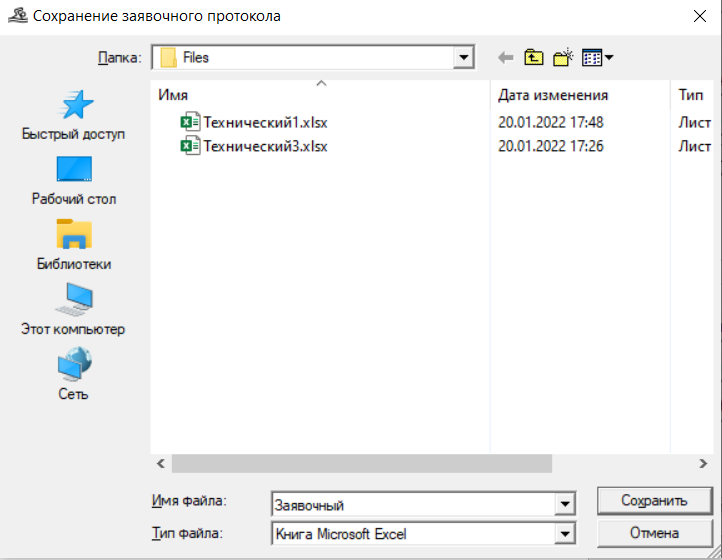 Сохранение заявочного протокола
Папка: Files
Имя Дата изменения Тип
Технический1.xlsx 20.01.2022 17:48 Лист
Технический3.xlsx 20.01.2022 17:26 Лист
Быстрый доступ
Рабочий стол
Библиотеки
Этот компьютер
Сеть
Имя файла: Заявочный Сохранить
Тип файла: Книга Microsoft Excel Отмена